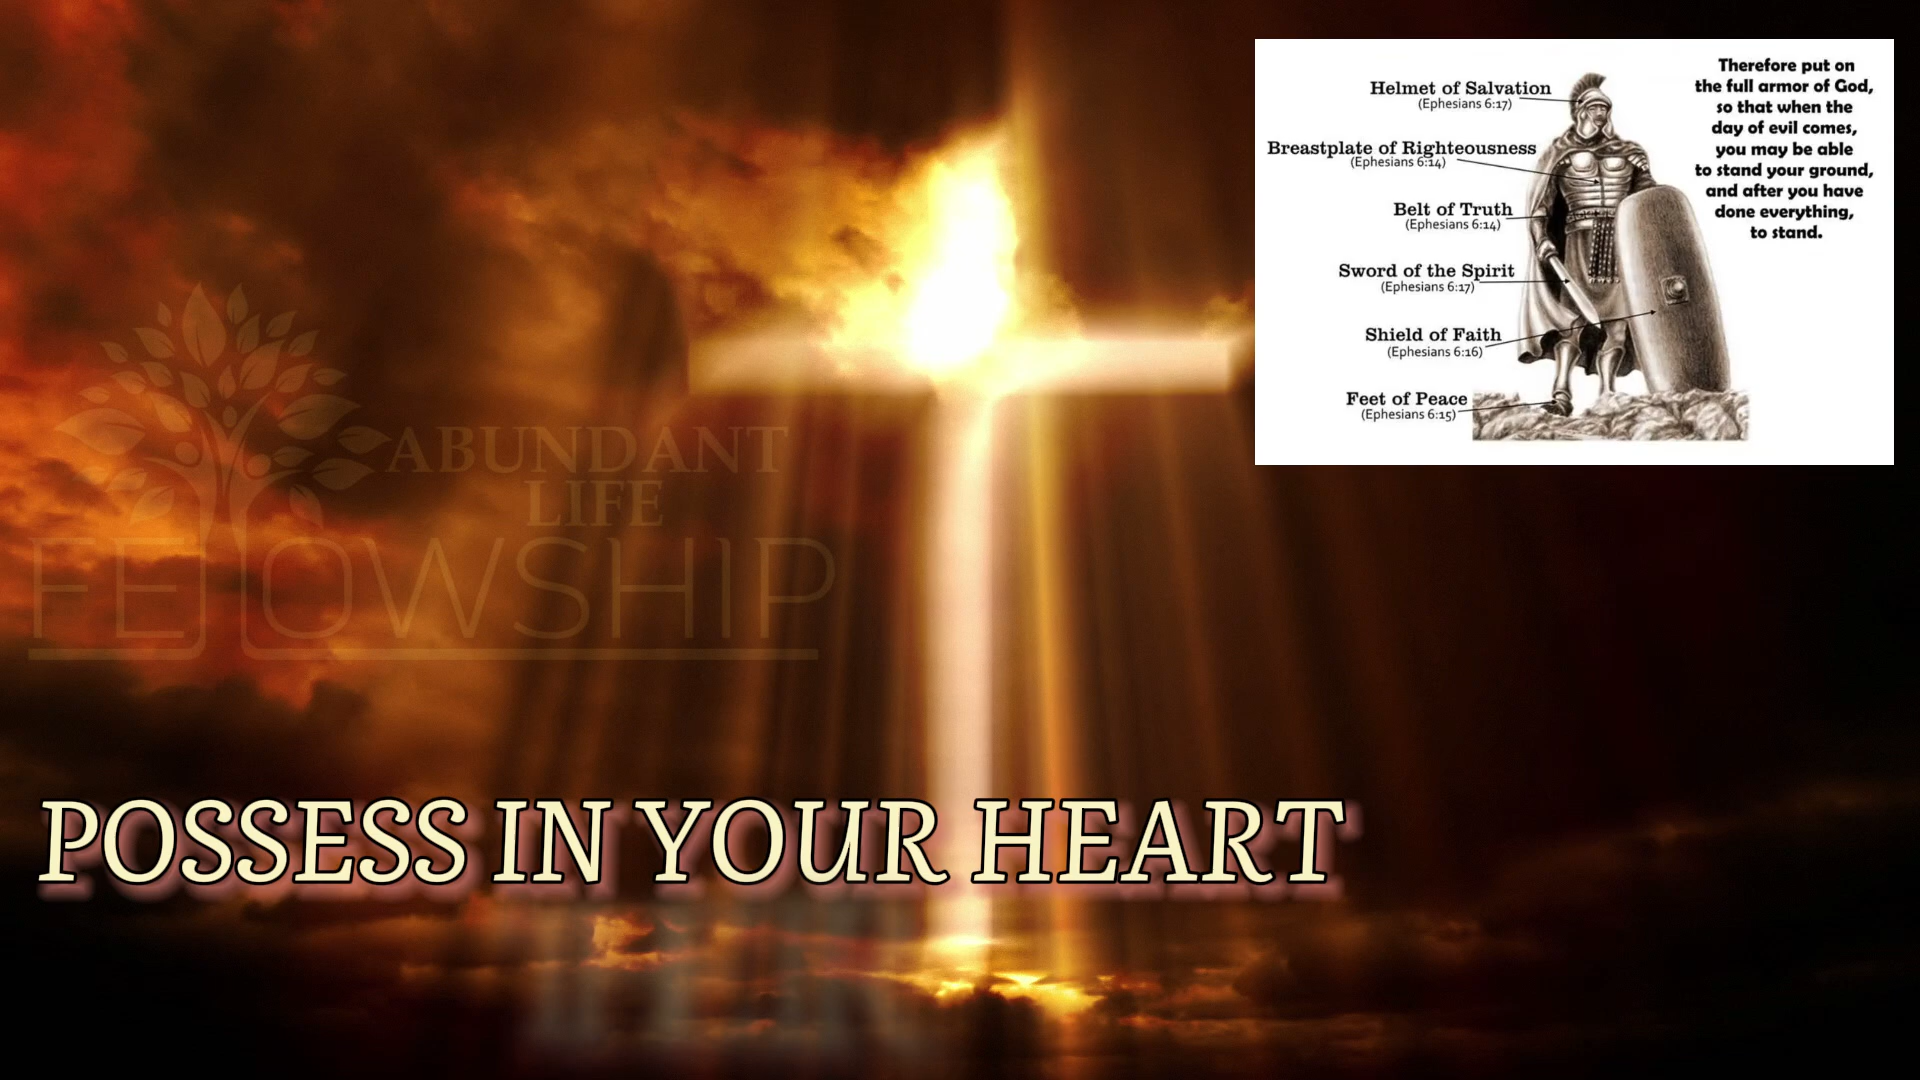 Helmet of Salvation
(Ephesians 6:17)
Breastplate of Righteousness
(Ephesians 6:14)
Belt of Truth
(Ephesians 6:14)
Sword of the Spirit
(Ephesians 6:17)
Shield of Faith
(Ephesians 6:16)
Feet of Peace
(Ephesians 6:15)
Therefore put on
the full armor of God,
so that when the
day of evil comes,
you may be able
to stand your ground,
and after you have
done everything,
to stand.
ABUNDANT
LIFE
FELLOWSHIP
POSSESS IN YOUR HEART